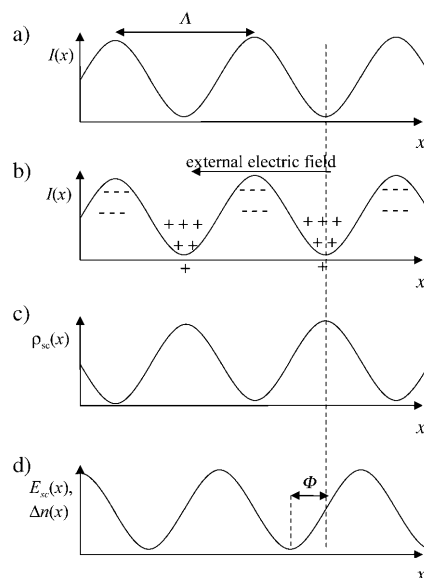 a)
Λ
I(x)
x
b)
external electric field
I(x)
- - - - - - - - -
- - - - - - - - -
+ + + + + +
+ + + +
+ +
x
c)
ρsc(x)
x
d)
Φ
Esc(x),
Δn(x)
x